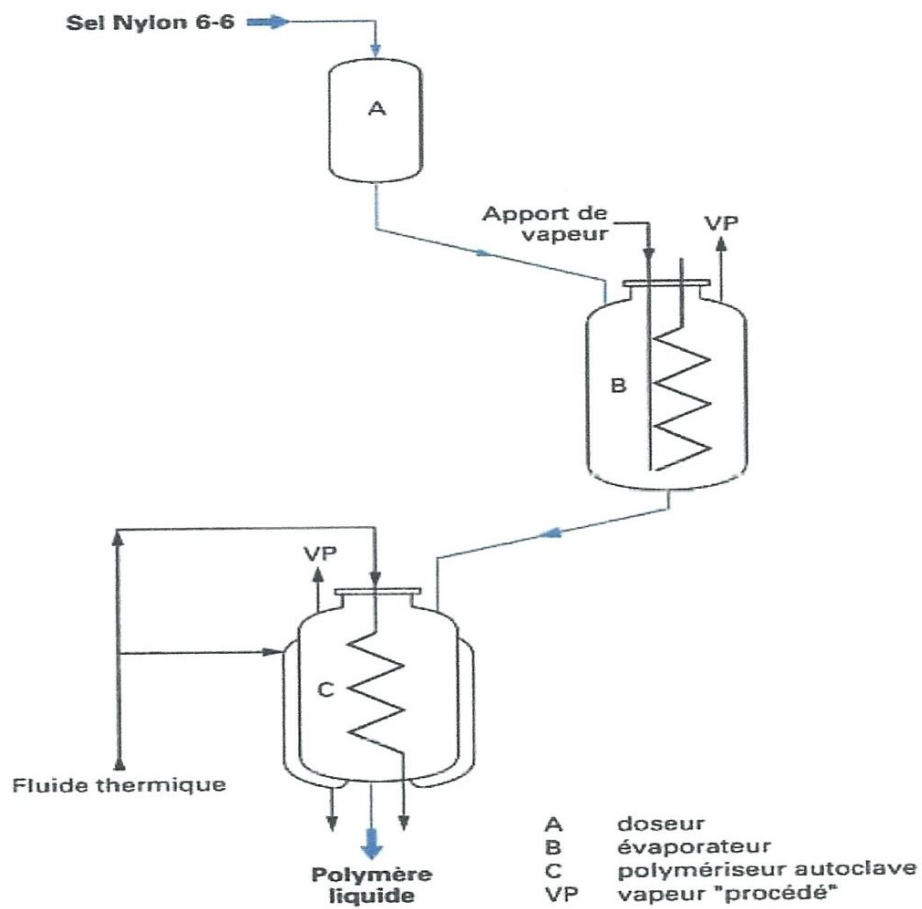 Sel Nylon 6-6
A
Apport de
vapeur
VP
B
VP
C
Fluide thermique
Polymère
liquide
A doseur
B évaporateur
C polymériseur autoclave
VP vapeur "procédé"